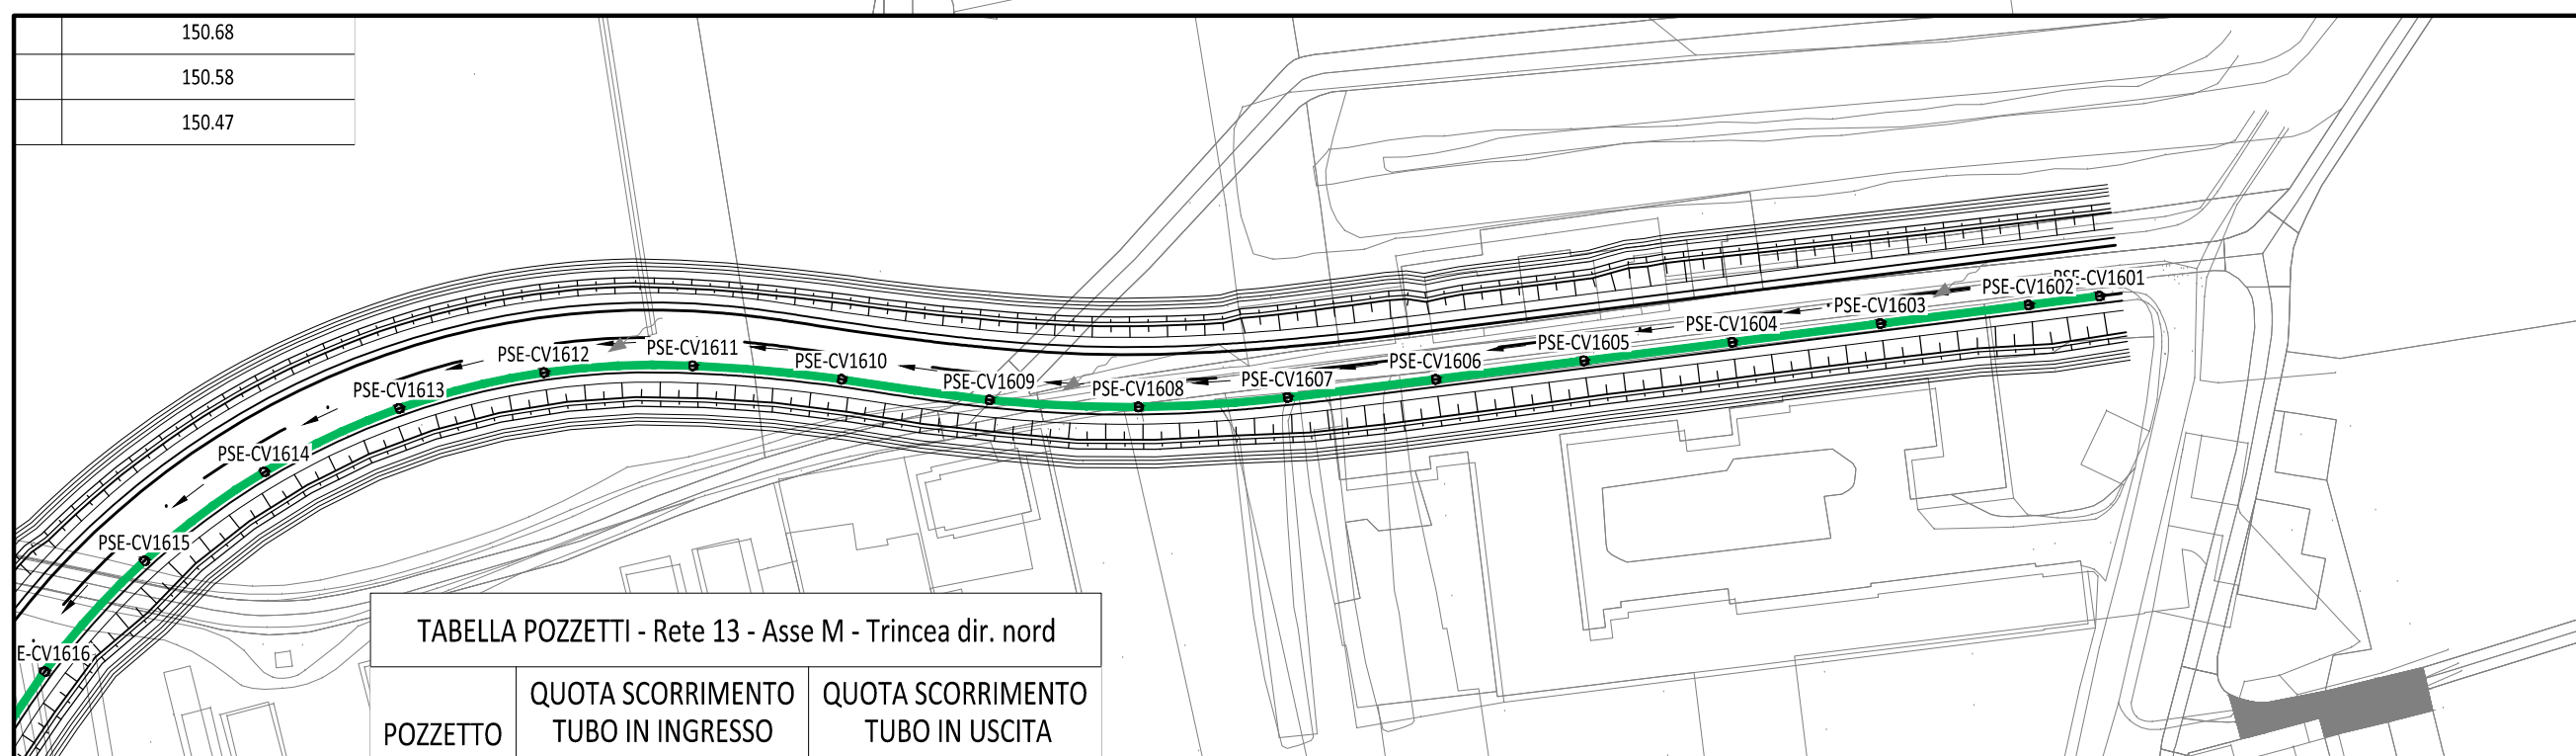 150.68
150.58
150.47
PSE-CV1601
PSE-CV1602
PSE-CV1603
PSE-CV1604
PSE-CV1605
PSE-CV1606
PSE-CV1607
PSE-CV1608
PSE-CV1609
PSE-CV1610
PSE-CV1611
PSE-CV1612
PSE-CV1613
PSE-CV1614
PSE-CV1615
E-CV1616
TABELLA POZZETTI - Rete 13 - Asse M - Trincea dir. nord
POZZETTO
QUOTA SCORRIMENTO
TUBO IN INGRESSO
QUOTA SCORRIMENTO
TUBO IN USCITA